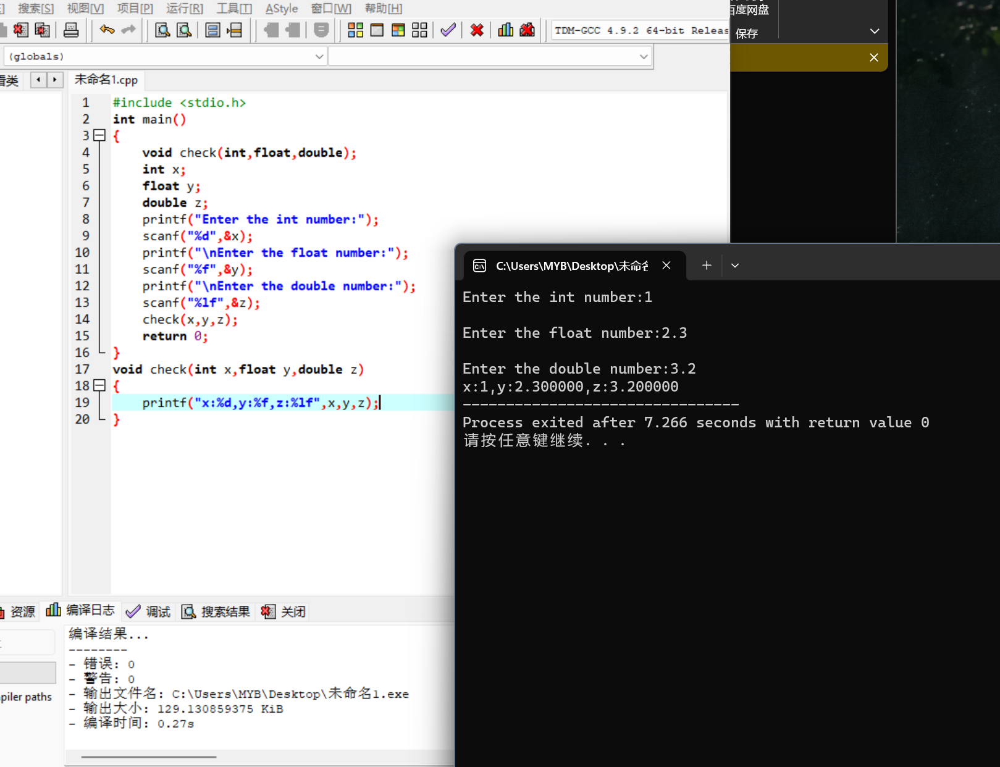 搜索[S] 视图[V] 项目[P] 运行[R] 工具[T] AStyle 窗口[W] 帮助[H]
百度网盘
保存
TDM-GCC 4.9.2 64-bit Releas
(globals)
看类
未命名1.cpp
1 #include <stdio.h>
2 int main()
3 {
4 void check(int,float,double);
5 int x;
6 float y;
7 double z;
8 printf("Enter the int number:");
9 scanf("%d",&x);
10 printf("\nEnter the float number:");
11 scanf("%f",&y);
12 printf("\nEnter the double number:");
13 scanf("%lf",&z);
14 check(x,y,z);
15 return 0;
16 }
17 void check(int x,float y,double z)
18 {
19 printf("x:%d,y:%f,z:%lf",x,y,z);
20 }
C:\Users\MYB\Desktop\未命名
Enter the int number:1
Enter the float number:2.3
Enter the double number:3.2
x:1,y:2.300000,z:3.200000
--------------------------------
Process exited after 7.266 seconds with return value 0
请按任意键继续. . .
资源 编译日志 调试 搜索结果 关闭
编译结果...
--------
- 错误: 0
- 警告: 0
- 输出文件名: C:\Users\MYB\Desktop\未命名1.exe
- 输出大小: 129.130859375 KiB
- 编译时间: 0.27s
piler paths